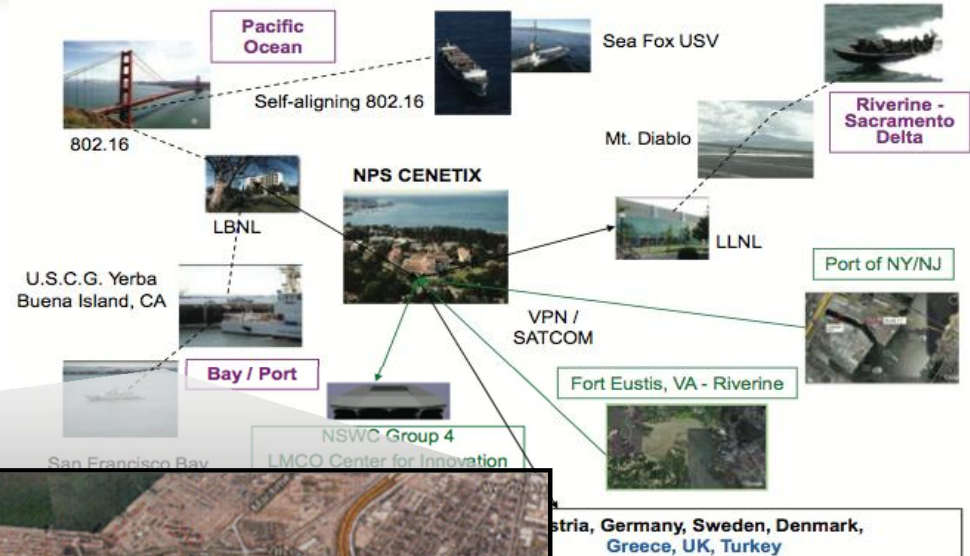 Pacific
Ocean
Sea Fox USV
Self-aligning 802.16
802.16
Riverine -
Sacramento
Delta
Mt. Diablo
NPS CENETIX
LBNL
LLNL
U.S.C.G. Yerba
Buena Island, CA
Port of NY/NJ
VPN /
SATCOM
Bay / Port
Fort Eustis, VA - Riverine
NSWC Group 4
LMCO Center for Innovation
San Francisco Bay
Germany, Sweden, Denmark,
Greece, UK, Turkey